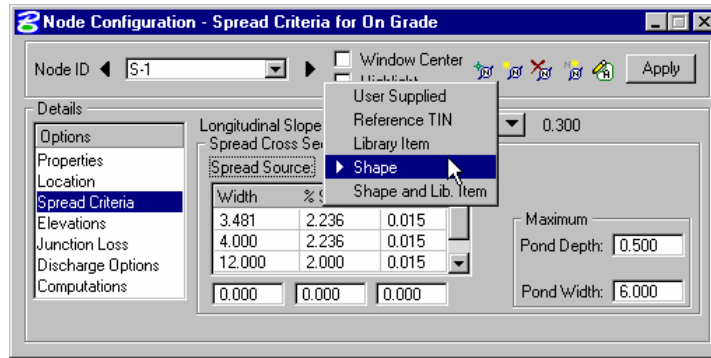 Node Configuration - Spread Criteria for On Grade
Node ID S-1 Window Center Apply
Highlight
Details
Options
Properties
Location
Spread Criteria
Elevations
Junction Loss
Discharge Options
Computations
Longitudinal Slope 0.300
Spread Cross Se
Spread Source:
User Supplied
Reference TIN
Library Item
Shape
Shape and Lib. Item
Width % S
3.481 2.236 0.015
4.000 2.236 0.015
12.000 2.000 0.015
0.000 0.000 0.000
Maximum
Pond Depth: 0.500
Pond Width: 6.000